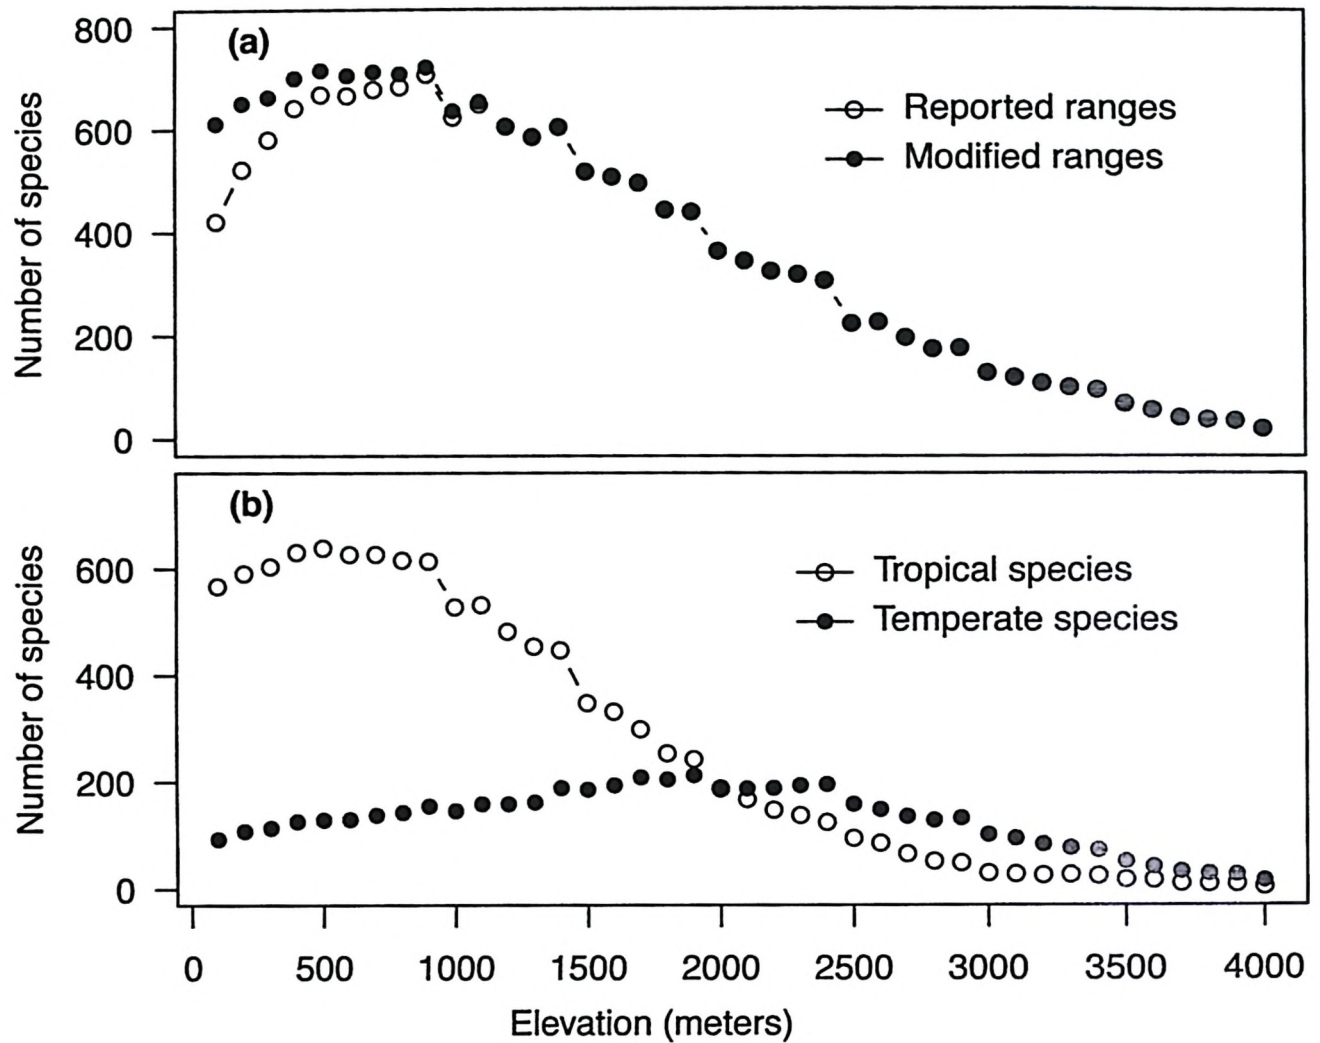 (a)
Number of species
800
600
400
200
0
Reported ranges
Modified ranges
(b)
Number of species
600
400
200
0
Tropical species
Temperate species
0 500 1000 1500 2000 2500 3000 3500 4000
Elevation (meters)